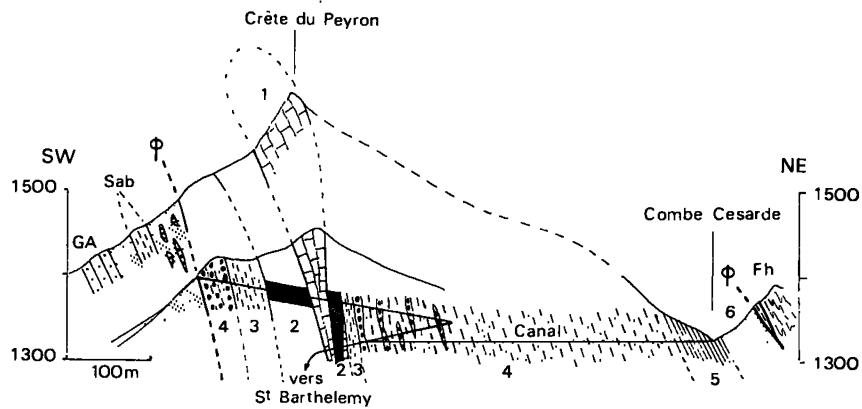 Crête du Peyron
1
SW
ϕ
NE
1500
Sab
1500
Combe Cesarde
GA
ϕ
Fh
6
4
3
2
Canal
1300
1300
100m
vers
2
3
4
5
St Barthelemy